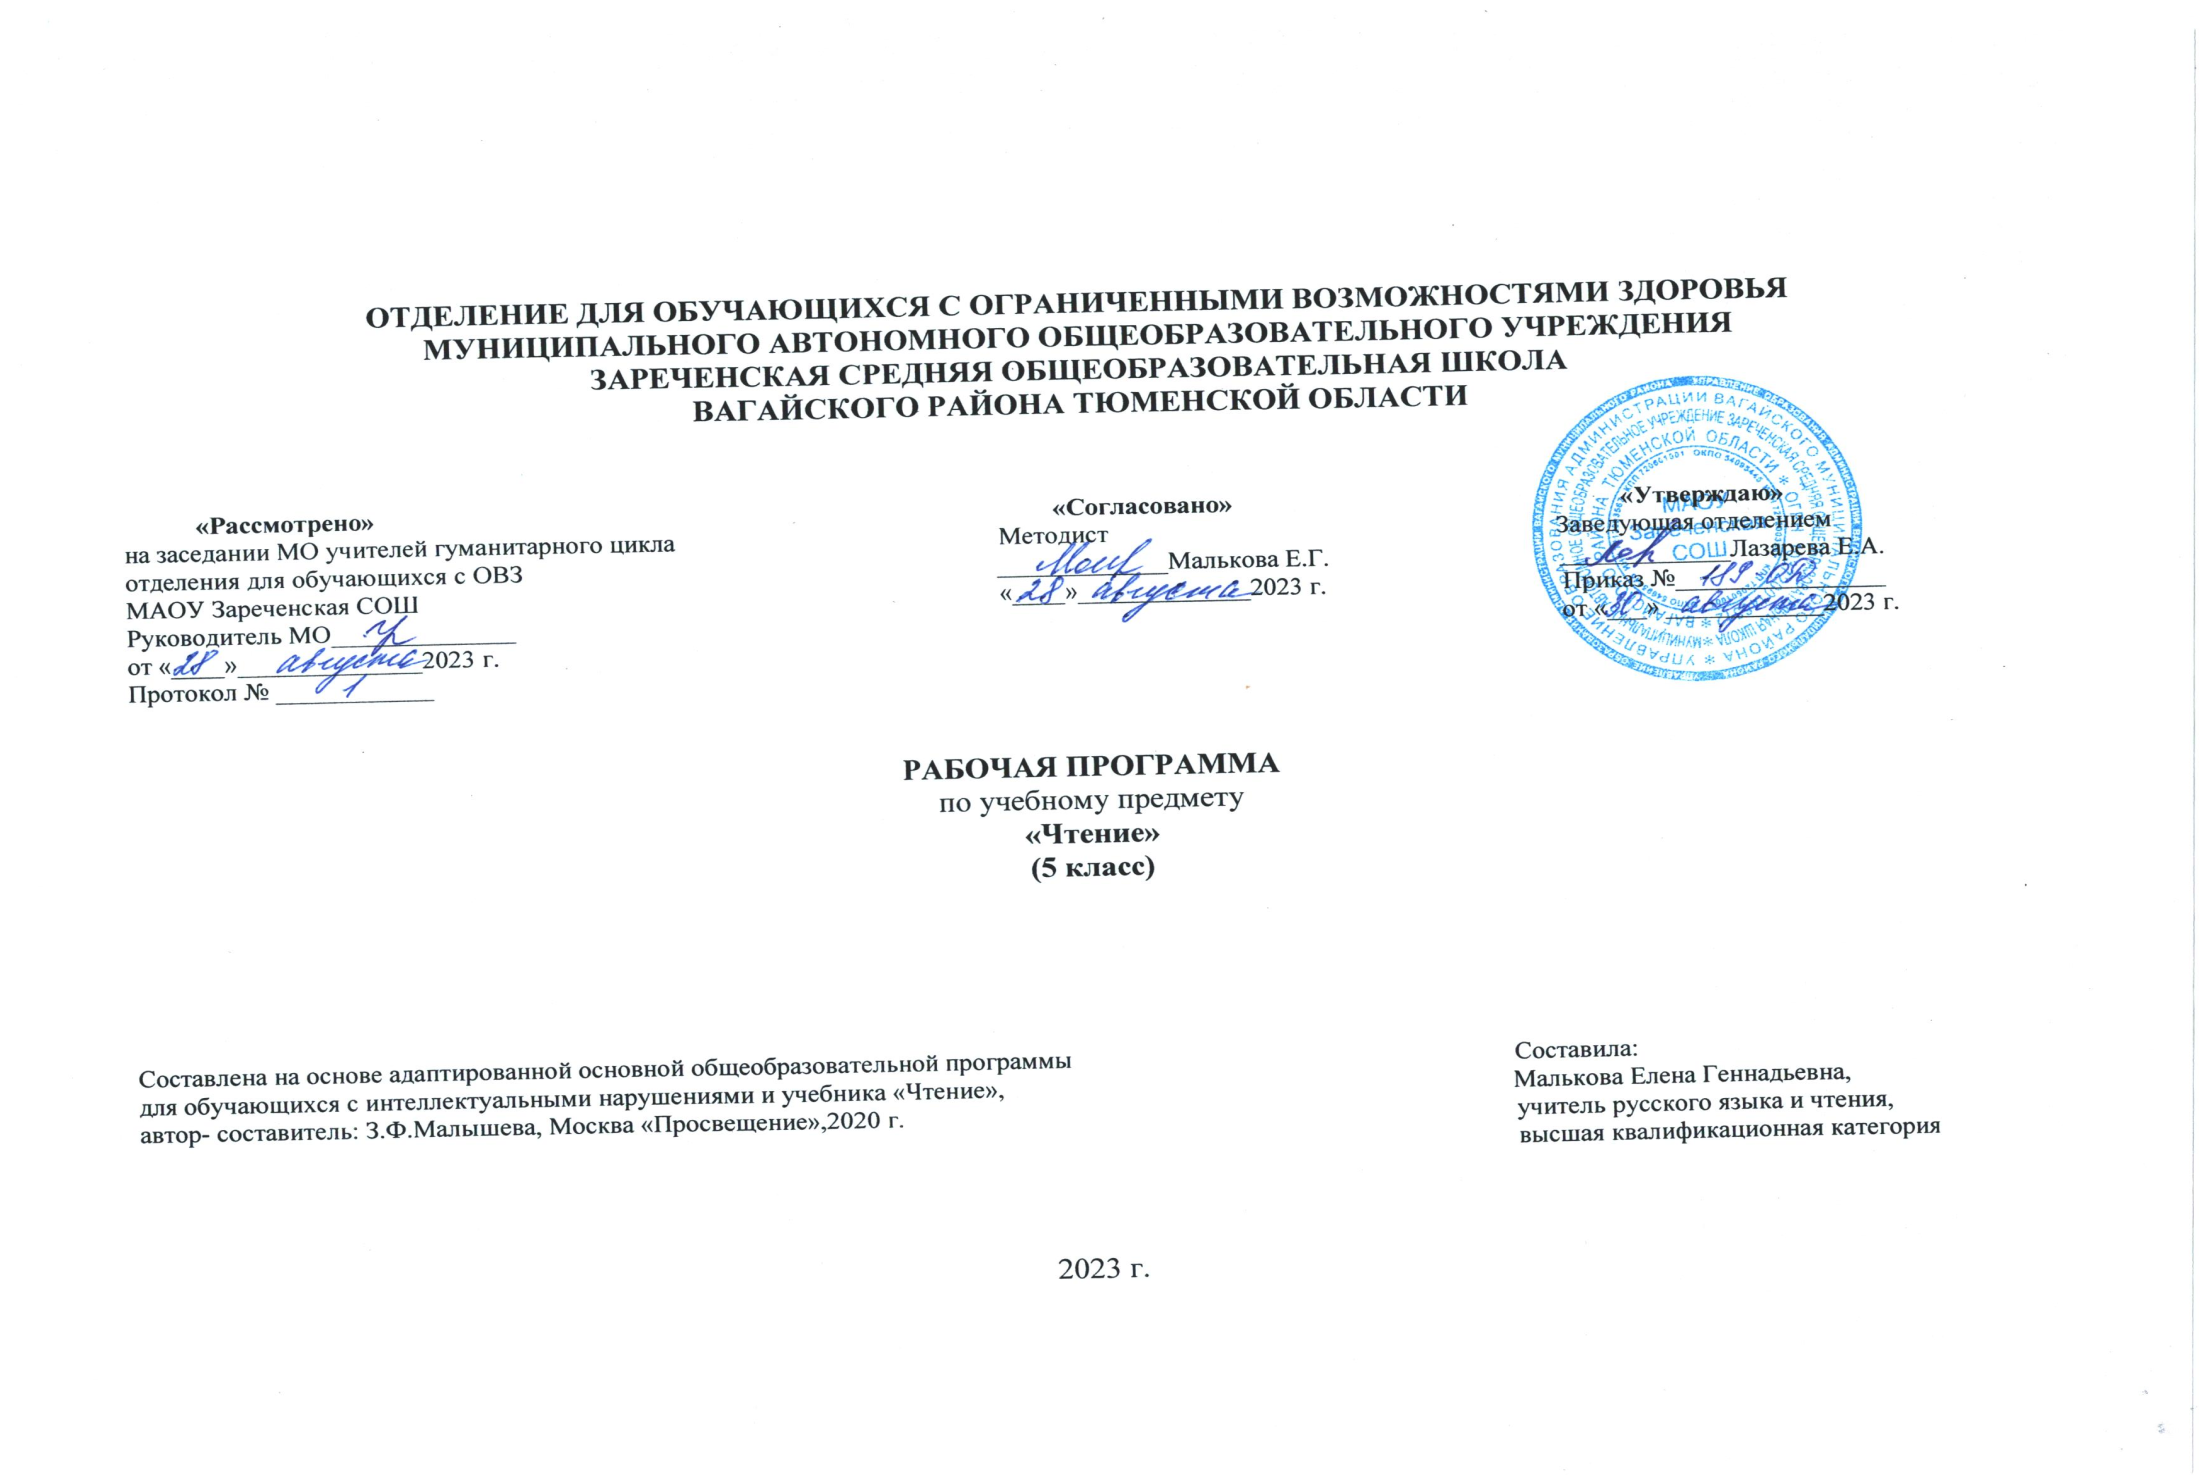 ОТДЕЛЕНИЕ ДЛЯ ОБУЧАЮЩИХСЯ С ОГРАНИЧЕННЫМИ ВОЗМОЖНОСТЯМИ ЗДОРОВЬЯ
МУНИЦИПАЛЬНОГО АВТОНОМНОГО ОБЩЕОБРАЗОВАТЕЛЬНОГО УЧРЕЖДЕНИЯ
ЗАРЕЧЕНСКАЯ СРЕДНЯЯ ОБЩЕОБРАЗОВАТЕЛЬНАЯ ШКОЛА
ВАГАЙСКОГО РАЙОНА ТЮМЕНСКОЙ ОБЛАСТИ
«Рассмотрено»
на заседании МО учителей гуманитарного цикла
отделения для обучающихся с ОВЗ
МАОУ Зареченская СОШ
Руководитель МО
от «28» августа 2023 г.
Протокол № 1
«Согласовано»
Методист
Малькова Е.Г.
«28» августа 2023 г.
«Утверждаю»
Заведующая отделением
Лазарева Е.А.
Приказ № 189
от «30» августа 2023 г.
МАОУ
Зареченская
СОШ
РАБОЧАЯ ПРОГРАММА
по учебному предмету
«Чтение»
(5 класс)
Составлена на основе адаптированной основной общеобразовательной программы
для обучающихся с интеллектуальными нарушениями и учебника «Чтение»,
автор- составитель: З.Ф.Малышева, Москва «Просвещение»,2020 г.
Составила:
Малькова Елена Геннадьевна,
учитель русского языка и чтения,
высшая квалификационная категория
2023 г.